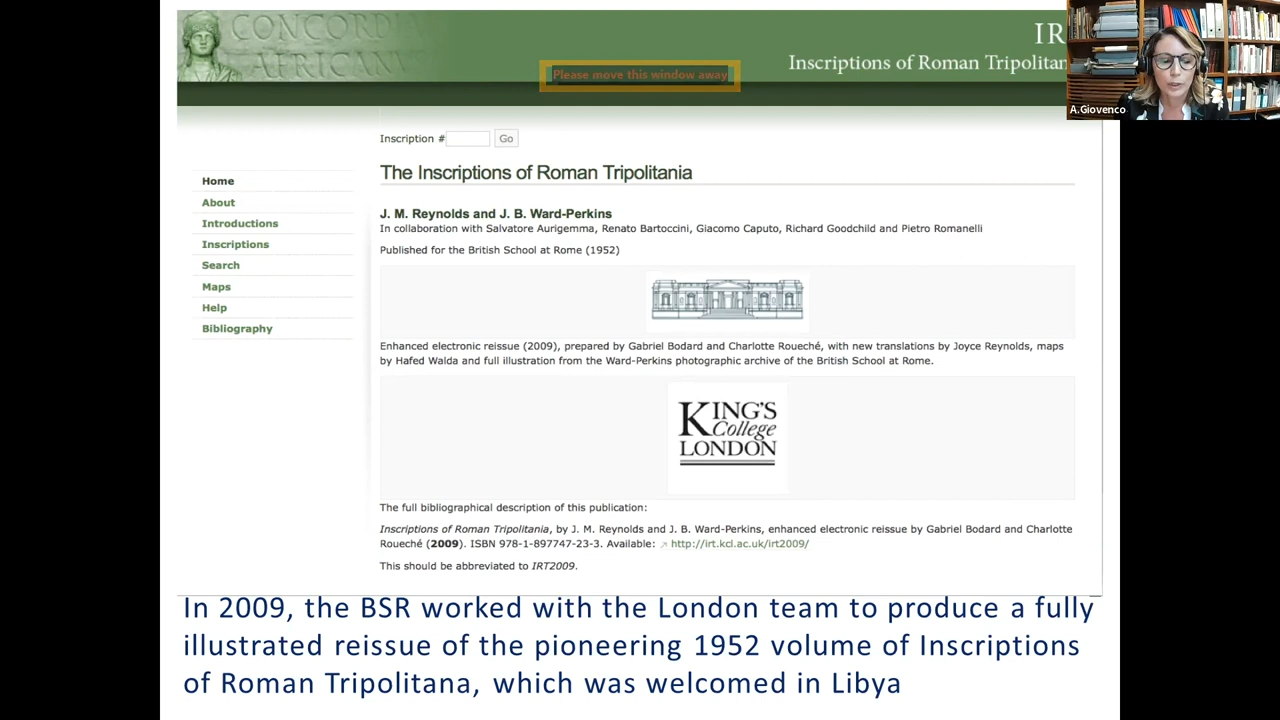 CONCORDIA
AFRICANA
IR
Inscriptions of Roman Tripolitan
Please move this window away
A.Giovenco
Inscription #
Go
Home
About
Introductions
Inscriptions
Search
Maps
Help
Bibliography
The Inscriptions of Roman Tripolitania
J. M. Reynolds and J. B. Ward-Perkins
In collaboration with Salvatore Aurigemma, Renato Bartoccini, Giacomo Caputo, Richard Goodchild and Pietro Romanelli
Published for the British School at Rome (1952)
Enhanced electronic reissue (2009), prepared by Gabriel Bodard and Charlotte Roueché, with new translations by Joyce Reynolds, maps
by Hafed Walda and full illustration from the Ward-Perkins photographic archive of the British School at Rome.
KING'S
College
LONDON
The full bibliographical description of this publication:
Inscriptions of Roman Tripolitania, by J. M. Reynolds and J. B. Ward-Perkins, enhanced electronic reissue by Gabriel Bodard and Charlotte
Roueché (2009). ISBN 978-1-897747-23-3. Available: http://irt.kcl.ac.uk/irt2009/
This should be abbreviated to IRT2009.
In 2009, the BSR worked with the London team to produce a fully
illustrated reissue of the pioneering 1952 volume of Inscriptions
of Roman Tripolitana, which was welcomed in Libya